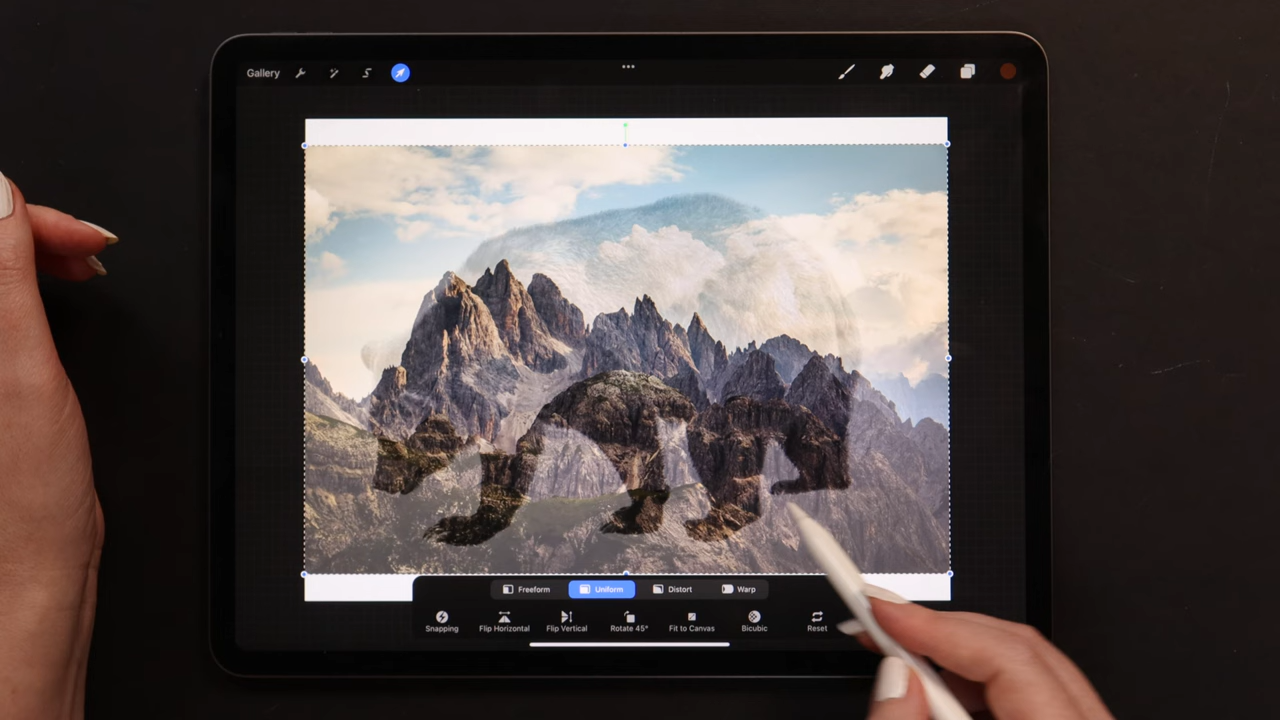 Gallery
Freeform Uniform Distort Warp
Snapping Flip Horizontal Flip Vertical Rotate 45° Fit to Canvas Bicubic Reset